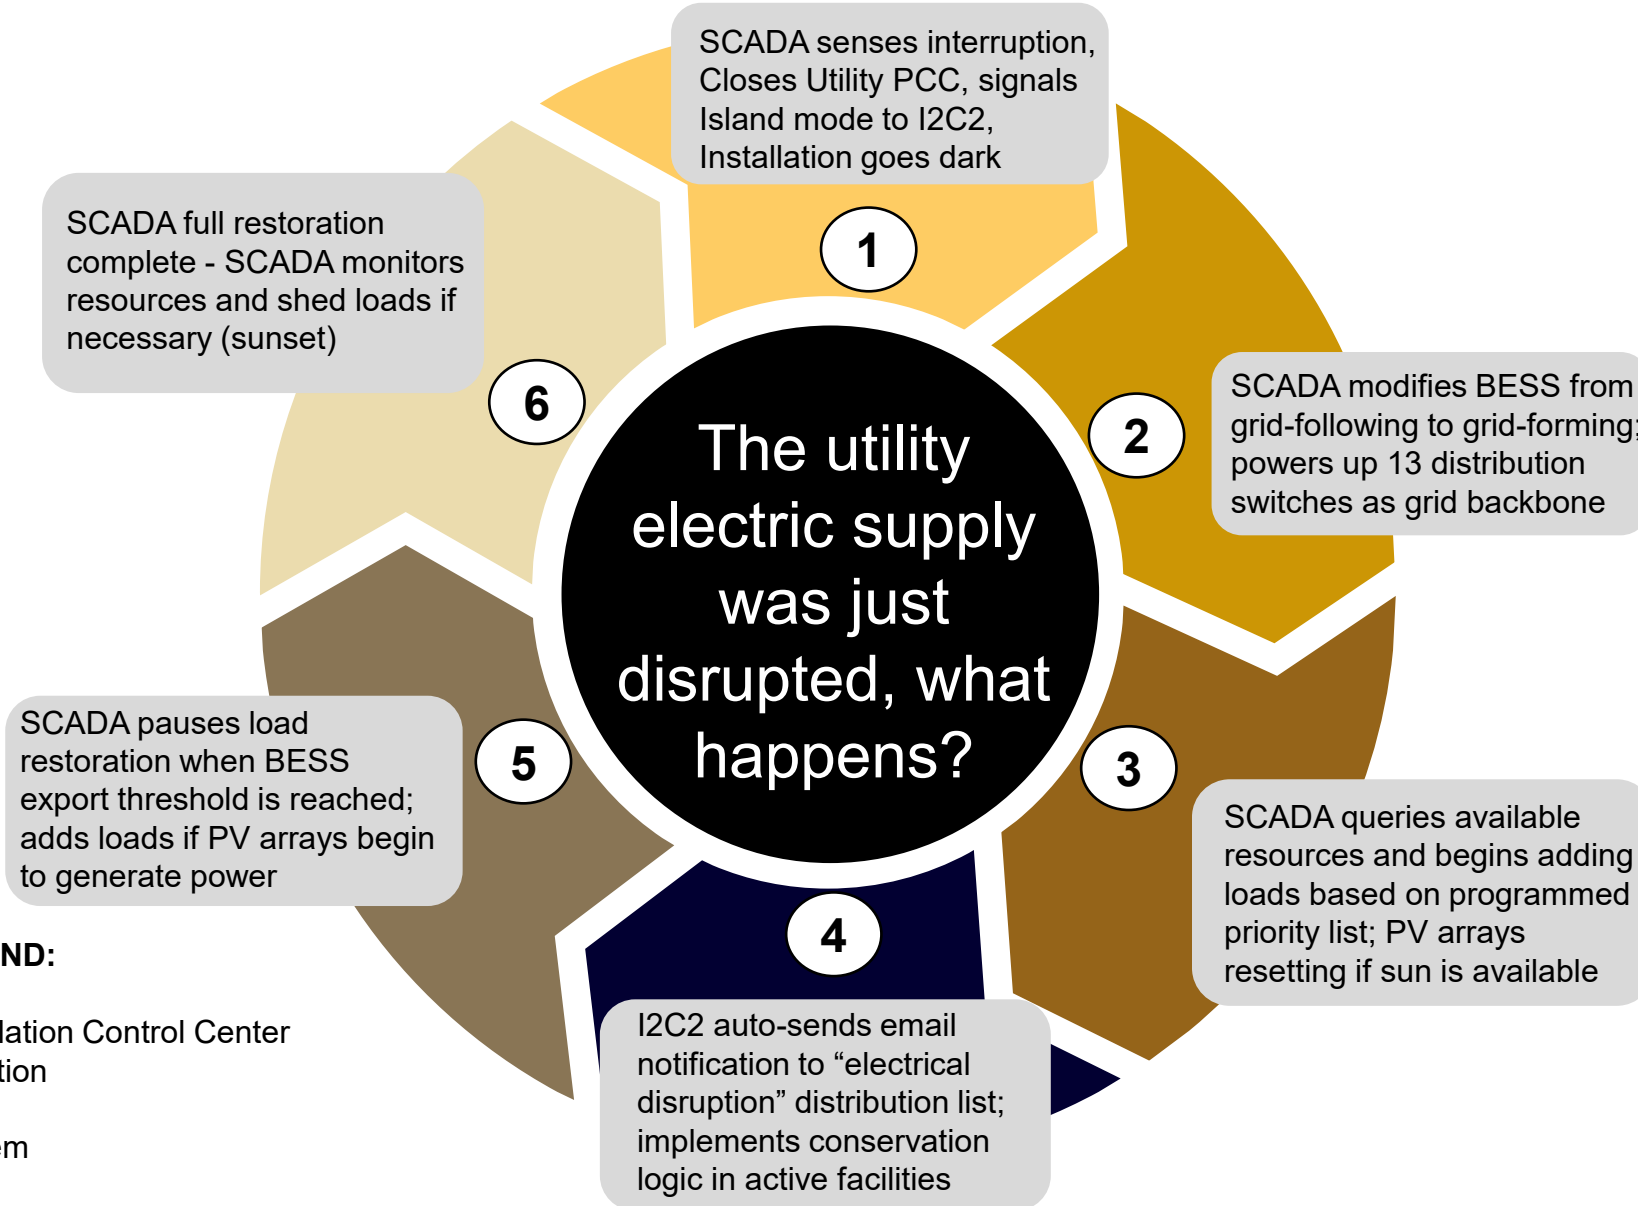 SCADA senses interruption,
Closes Utility PCC, signals
Island mode to I2C2,
Installation goes dark
1
SCADA modifies BESS from
grid-following to grid-forming;
powers up 13 distribution
switches as grid backbone
2
SCADA queries available
resources and begins adding
loads based on programmed
priority list; PV arrays
resetting if sun is available
3
I2C2 auto-sends email
notification to “electrical
disruption” distribution list;
implements conservation
logic in active facilities
4
SCADA pauses load
restoration when BESS
export threshold is reached;
adds loads if PV arrays begin
to generate power
5
SCADA full restoration
complete - SCADA monitors
resources and shed loads if
necessary (sunset)
6
The utility
electric supply
was just
disrupted, what
happens?
ND:
lation Control Center
tion
em